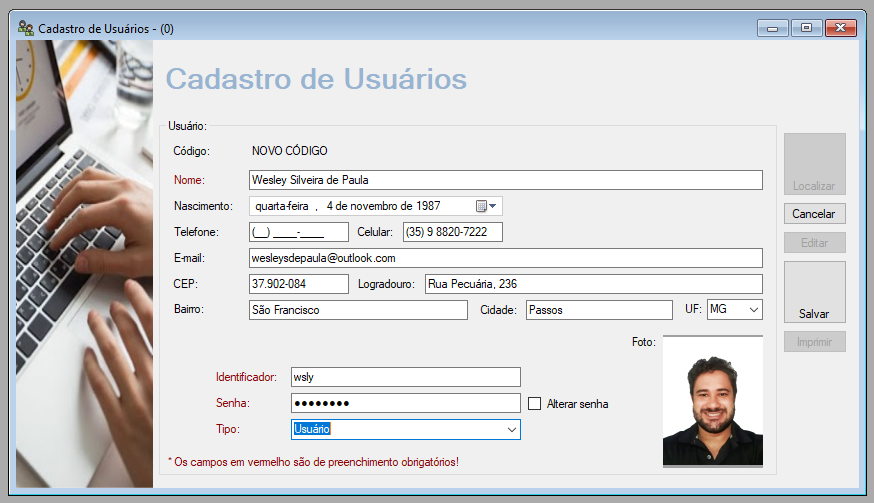 Cadastro de Usuários - (0)
Cadastro de Usuários
Usuário:
Código: NOVO CÓDIGO
Nome: Wesley Silveira de Paula
Nascimento: quarta-feira , 4 de novembro de 1987
Telefone: (__) ____-____ Celular: (35) 9 8820-7222
E-mail: wesleysdepaula@outlook.com
CEP: 37.902-084 Logradouro: Rua Pecuária, 236
Bairro: São Francisco Cidade: Passos UF: MG
Foto:
Identificador: wsly
Senha: ●●●●●●●● Alterar senha
Tipo: Usuário
* Os campos em vermelho são de preenchimento obrigatórios!
Localizar
Cancelar
Editar
Salvar
Imprimir